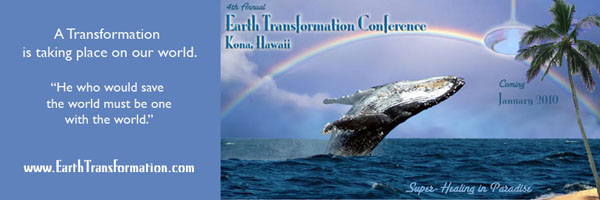 A Transformation
is taking place on our world.
“He who would save
the world must be one
with the world.”
www.EarthTransformation.com
4th Annual
Earth Transformation Conference
Kona, Hawaii
Coming
January 2010
Super-Healing in Paradise